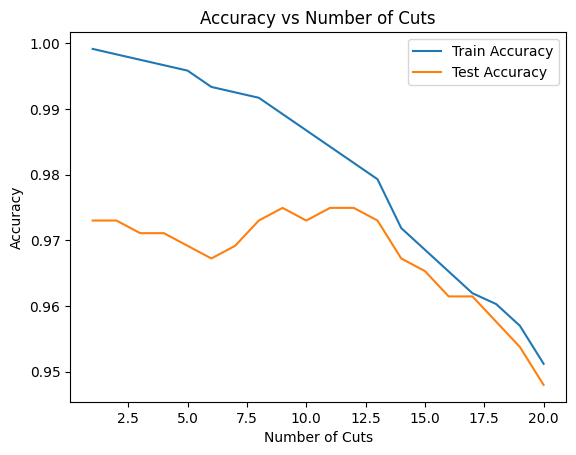 Accuracy vs Number of Cuts
Train Accuracy
Test Accuracy
1.00
0.99
0.98
0.97
0.96
0.95
Accuracy
2.5 5.0 7.5 10.0 12.5 15.0 17.5 20.0
Number of Cuts